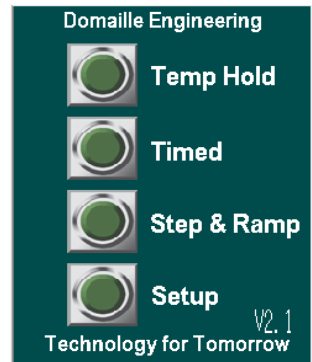 Domaille Engineering
Temp Hold
Timed
Step & Ramp
Setup
V2.1
Technology for Tomorrow